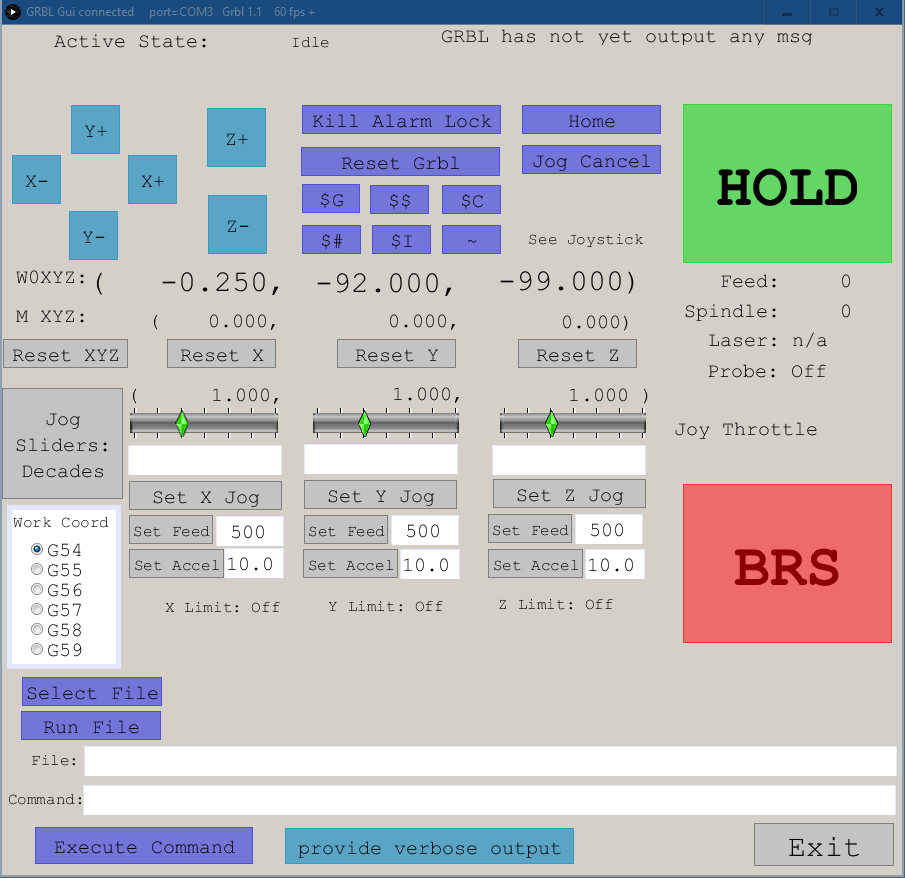 GRBL Gui connected port=COM3 Grbl 1.1 60 fps +
Active State: Idle GRBL has not yet output any msg
Kill Alarm Lock Home
Y+ Z+ HOLD
Reset Grbl Jog Cancel
X- X+
$G $$ $C
Y- Z-
$# $I ~ See Joystick
W0XYZ: ( -0.250, -92.000, -99.000) Feed: 0
M XYZ: ( 0.000, 0.000, 0.000) Spindle: 0
Laser: n/a
Reset XYZ Reset X Reset Y Reset Z
Probe: Off
( 1.000, 1.000, 1.000 )
Jog
Sliders:
Decades
Joy Throttle
Set X Jog Set Y Jog Set Z Jog
Work Coord
Set Feed 500 Set Feed 500 Set Feed 500
Set Accel 10.0 Set Accel 10.0 Set Accel 10.0
BRS
G54
G55
G56
G57
G58
G59
X Limit: Off Y Limit: Off Z Limit: Off
Select File
Run File
File:
Command:
Execute Command provide verbose output Exit